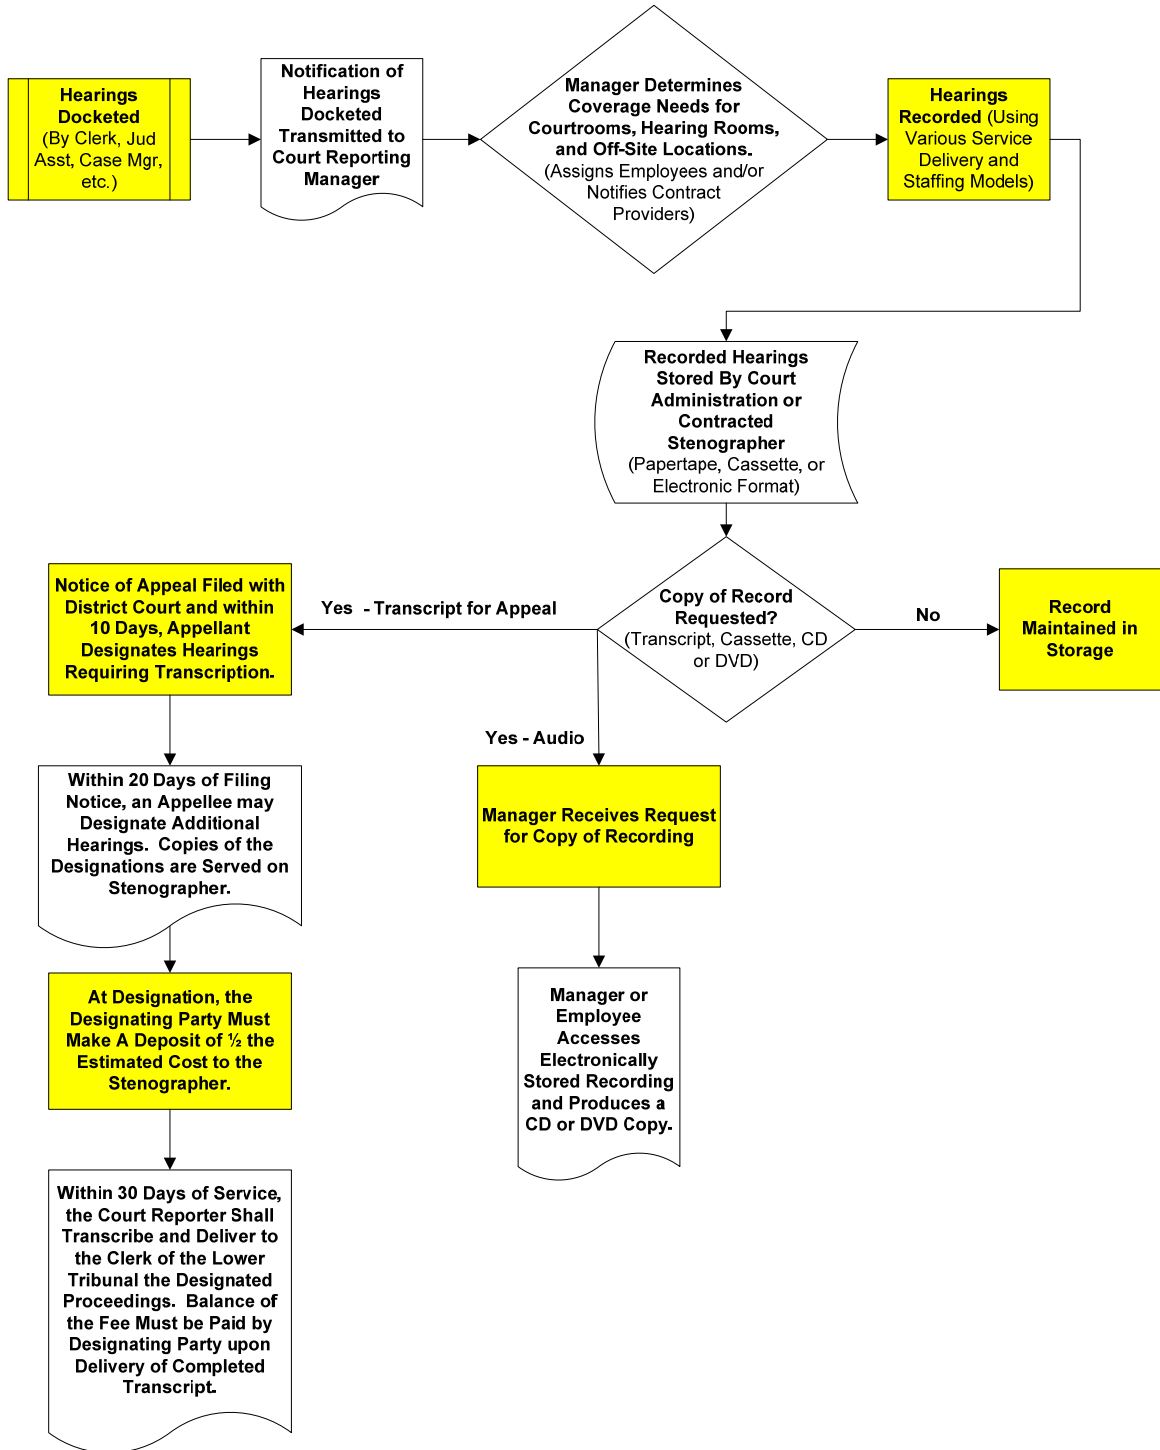 Hearings
Docketed
(By Clerk, Jud
Asst, Case Mgr,
etc.)
Notification of
Hearings
Docketed
Transmitted to
Court Reporting
Manager
Manager Determines
Coverage Needs for
Courtrooms, Hearing Rooms,
and Off-Site Locations.
(Assigns Employees and/or
Notifies Contract
Providers)
Hearings
Recorded (Using
Various Service
Delivery and
Staffing Models)
Recorded Hearings
Stored By Court
Administration or
Contracted
Stenographer
(Papertape, Cassette, or
Electronic Format)
Copy of Record
Requested?
(Transcript, Cassette, CD
or DVD)
No
Record
Maintained in
Storage
Yes - Transcript for Appeal
Notice of Appeal Filed with
District Court and within
10 Days, Appellant
Designates Hearings
Requiring Transcription.
Within 20 Days of Filing
Notice, an Appellee may
Designate Additional
Hearings. Copies of the
Designations are Served on
Stenographer.
At Designation, the
Designating Party Must
Make A Deposit of ½ the
Estimated Cost to the
Stenographer.
Within 30 Days of Service,
the Court Reporter Shall
Transcribe and Deliver to
the Clerk of the Lower
Tribunal the Designated
Proceedings. Balance of
the Fee Must be Paid by
Designating Party upon
Delivery of Completed
Transcript.
Yes - Audio
Manager Receives Request
for Copy of Recording
Manager or
Employee
Accesses
Electronically
Stored Recording
and Produces a
CD or DVD Copy.